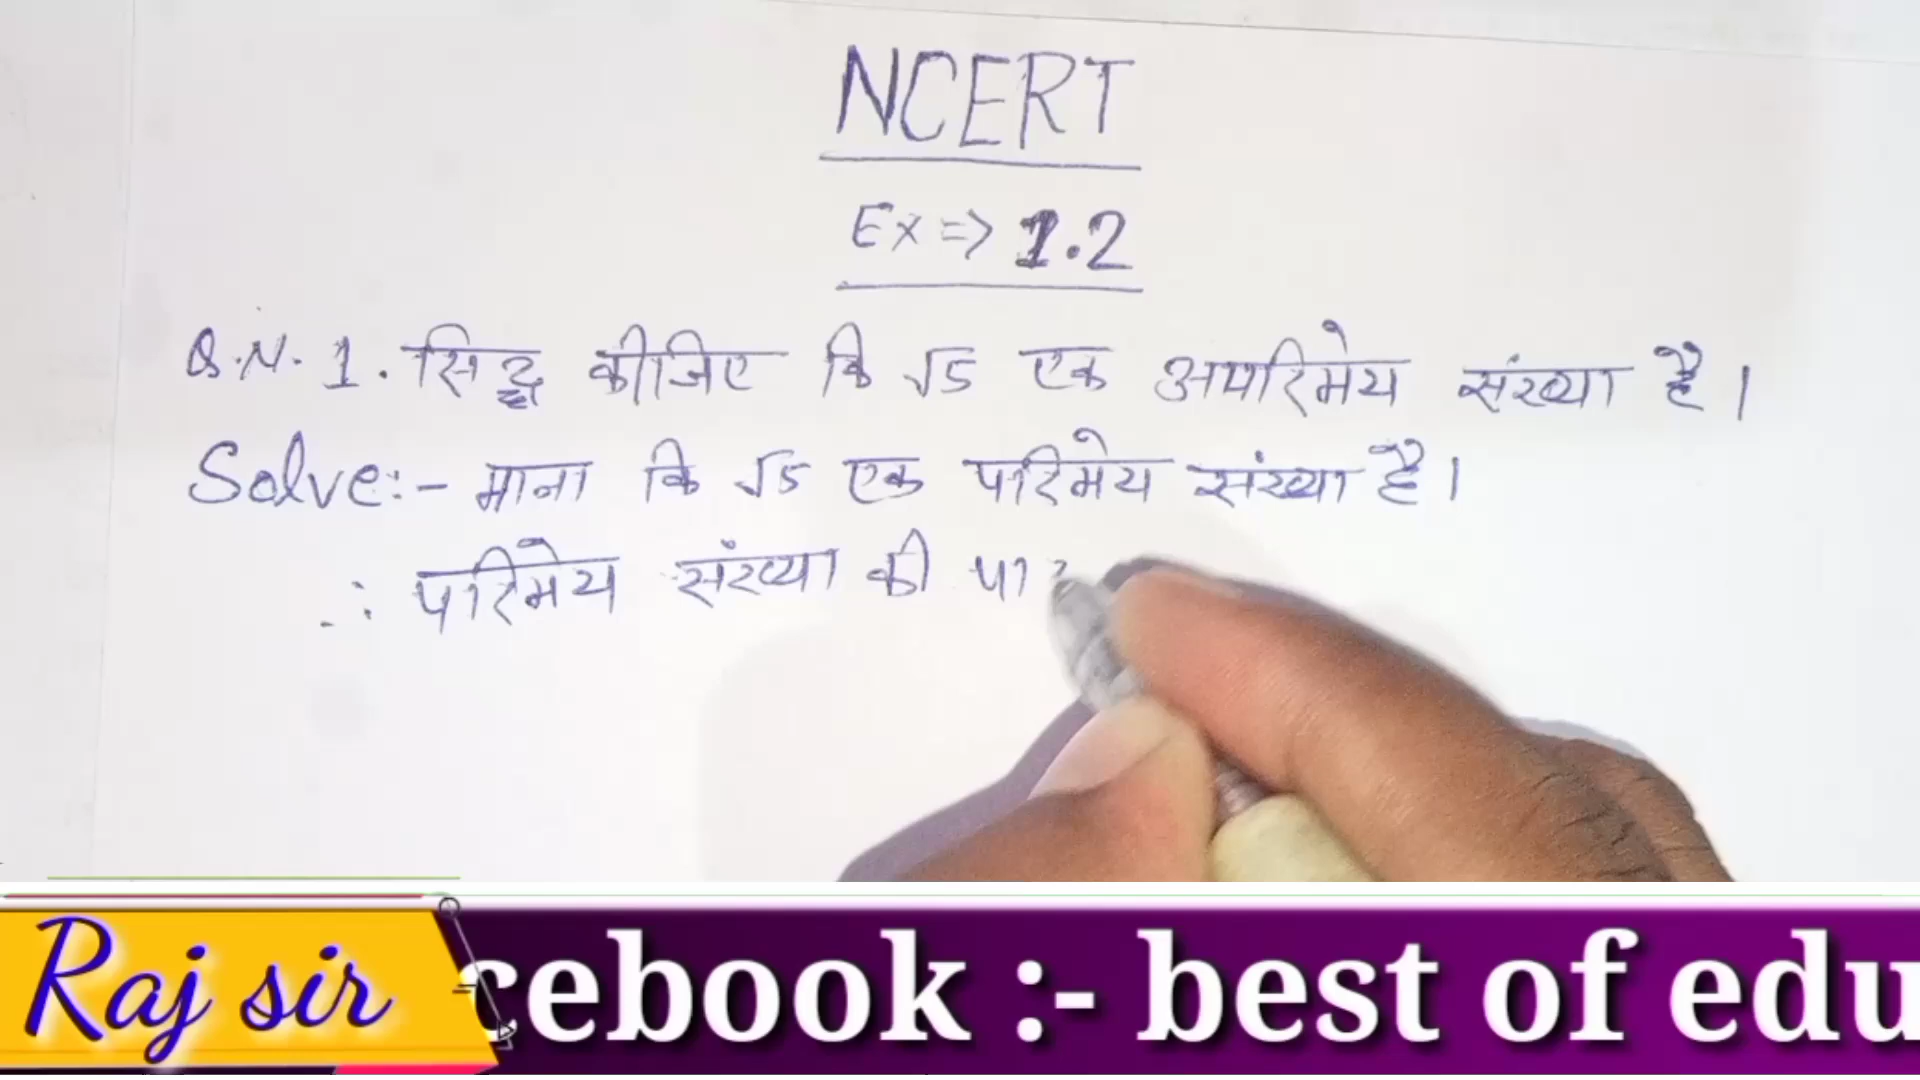 NCERT
Ex => 1.2
Q.N. 1. सिद्ध कीजिए कि √5 एक अपरिमेय संख्या है।
Solve:- माना कि √5 एक परिमेय संख्या है।
∴ परिमेय संख्या की
Raj sir
cebook :- best of edu